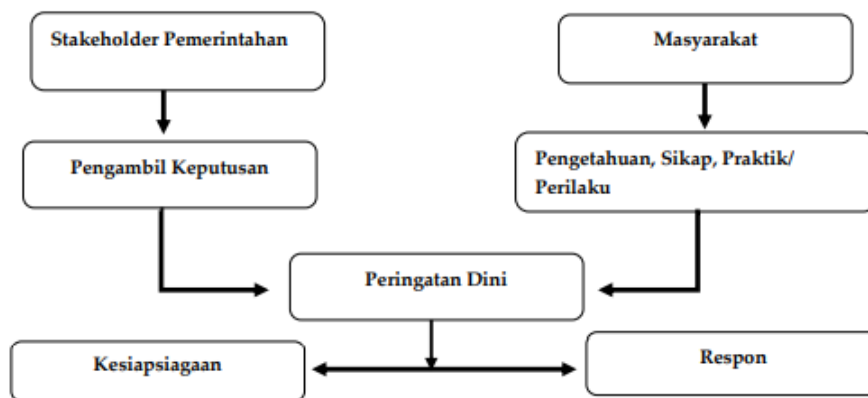 Stakeholder Pemerintahan
Masyarakat
Pengambil Keputusan
Pengetahuan, Sikap, Praktik/
Perilaku
Peringatan Dini
Kesiapsiagaan
Respon